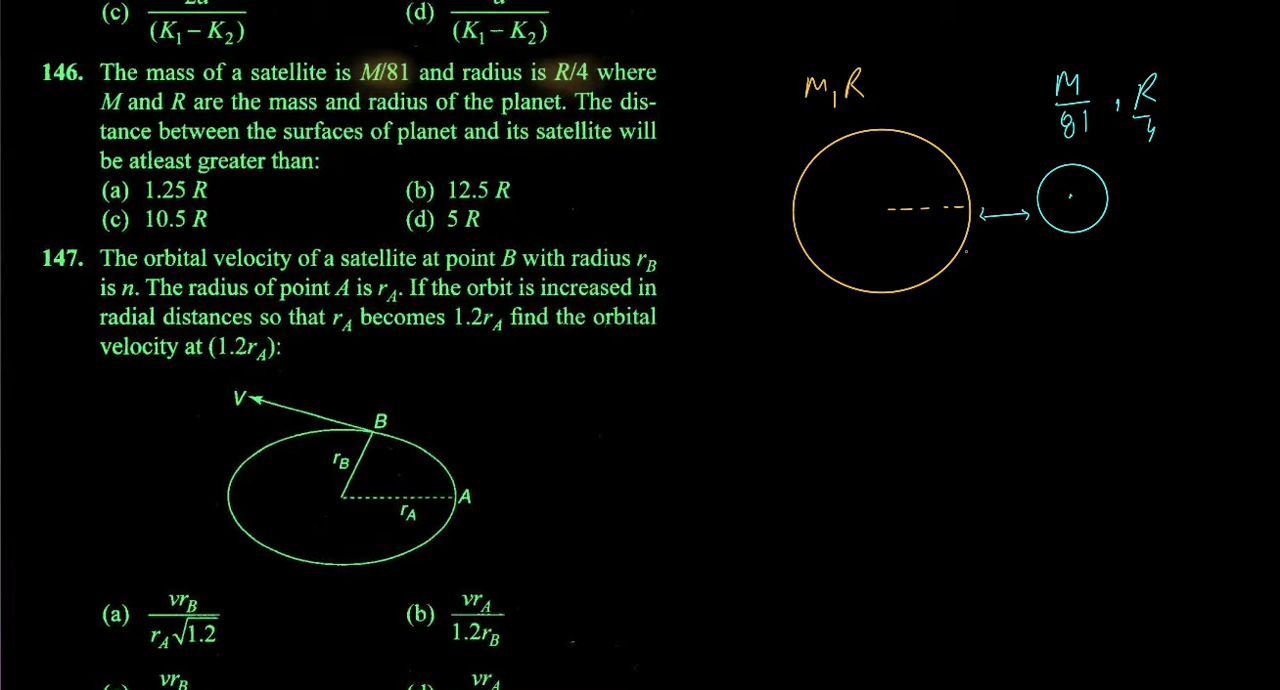 (c) 2a / (K₁ – K₂) (d) a / (K₁ – K₂)
146. The mass of a satellite is M/81 and radius is R/4 where
M and R are the mass and radius of the planet. The dis-
tance between the surfaces of planet and its satellite will
be atleast greater than:
(a) 1.25 R (b) 12.5 R
(c) 10.5 R (d) 5 R
147. The orbital velocity of a satellite at point B with radius r_B
is n. The radius of point A is r_A. If the orbit is increased in
radial distances so that r_A becomes 1.2r_A find the orbital
velocity at (1.2r_A):
V
B
r_B
A
r_A
(a) vr_B / r_A√1.2 (b) vr_A / 1.2r_B
vr_B vr_A
M, R
M/81 , R/4